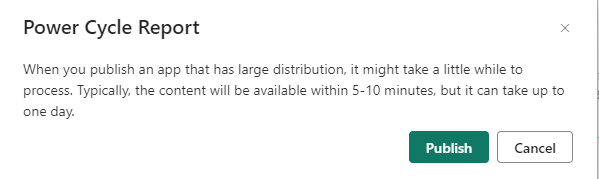 Power Cycle Report
When you publish an app that has large distribution, it might take a little while to
process. Typically, the content will be available within 5-10 minutes, but it can take up to
one day.
Publish
Cancel